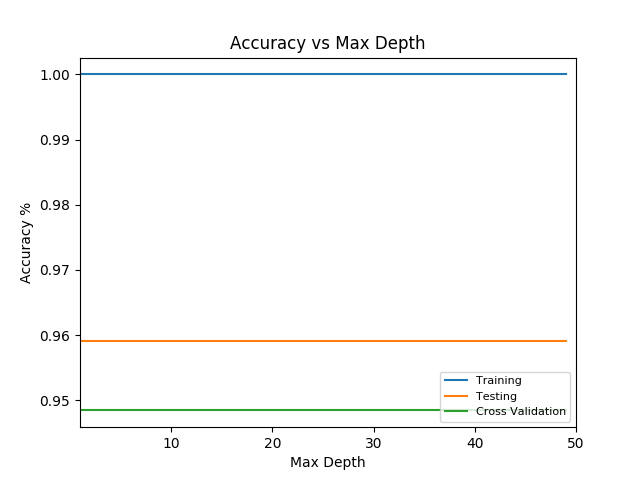 Accuracy vs Max Depth
1.00
0.99
0.98
0.97
0.96
0.95
Accuracy %
Training
Testing
Cross Validation
10 20 30 40 50
Max Depth